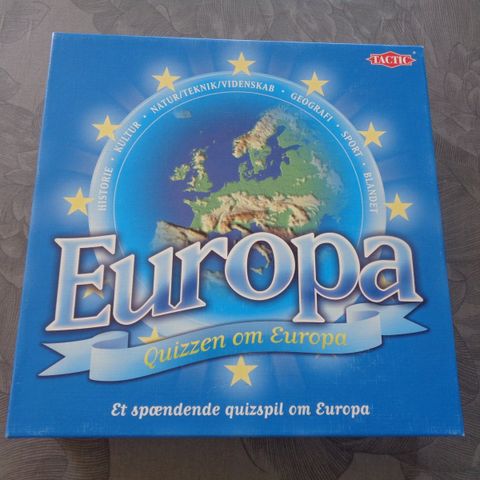 TACTIC
HISTORIE · KULTUR · NATUR/TEKNIK/VIDENSKAB · GEOGRAFI · SPORT · BLANDET
Europa
Quizzen om Europa
Et spændende quizspil om Europa